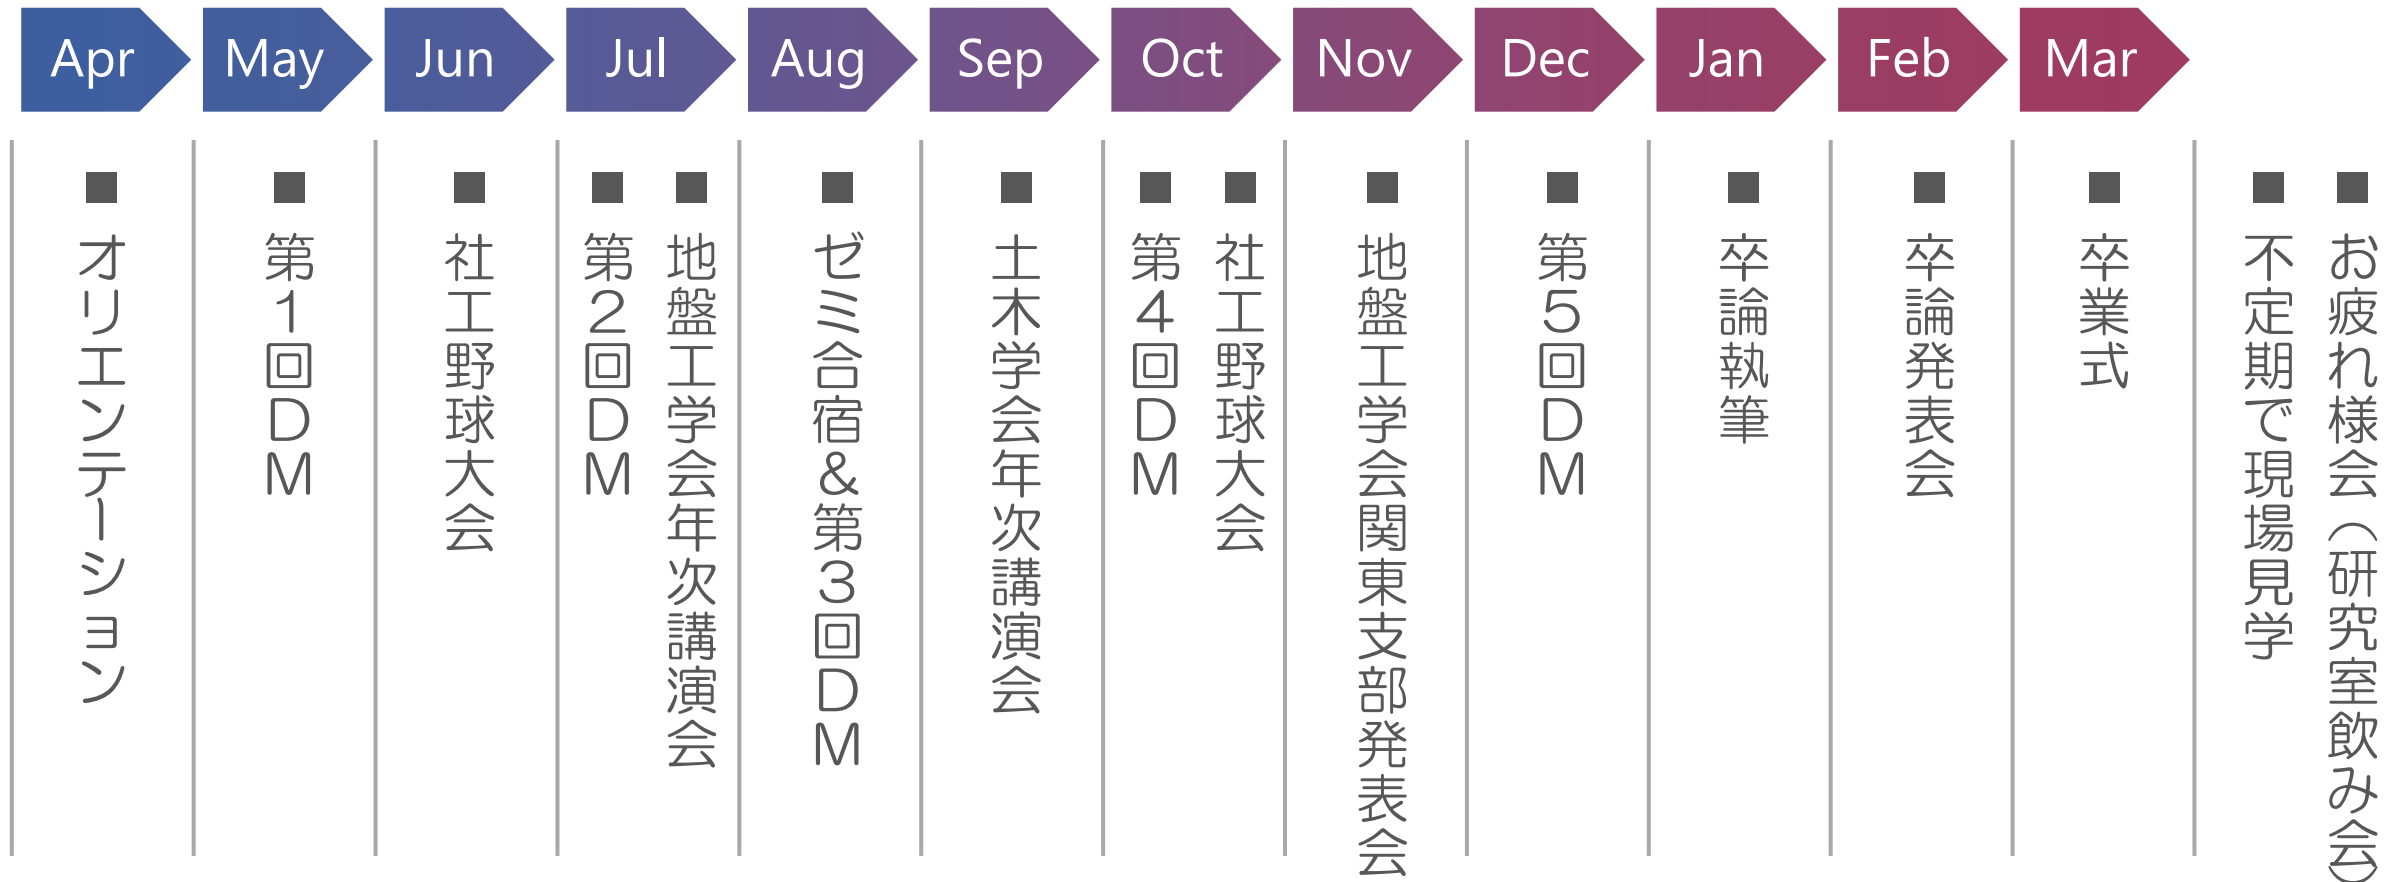 Apr
May
Jun
Jul
Aug
Sep
Oct
Nov
Dec
Jan
Feb
Mar
■オリエンテーション
■第1回DM
■社工野球大会
■地盤工学会年次講演会
■第2回DM
■ゼミ合宿&第3回DM
■土木学会年次講演会
■社工野球大会
■第4回DM
■地盤工学会関東支部発表会
■第5回DM
■卒論執筆
■卒論発表会
■卒業式
■お疲れ様会(研究室飲み会)
■不定期で現場見学